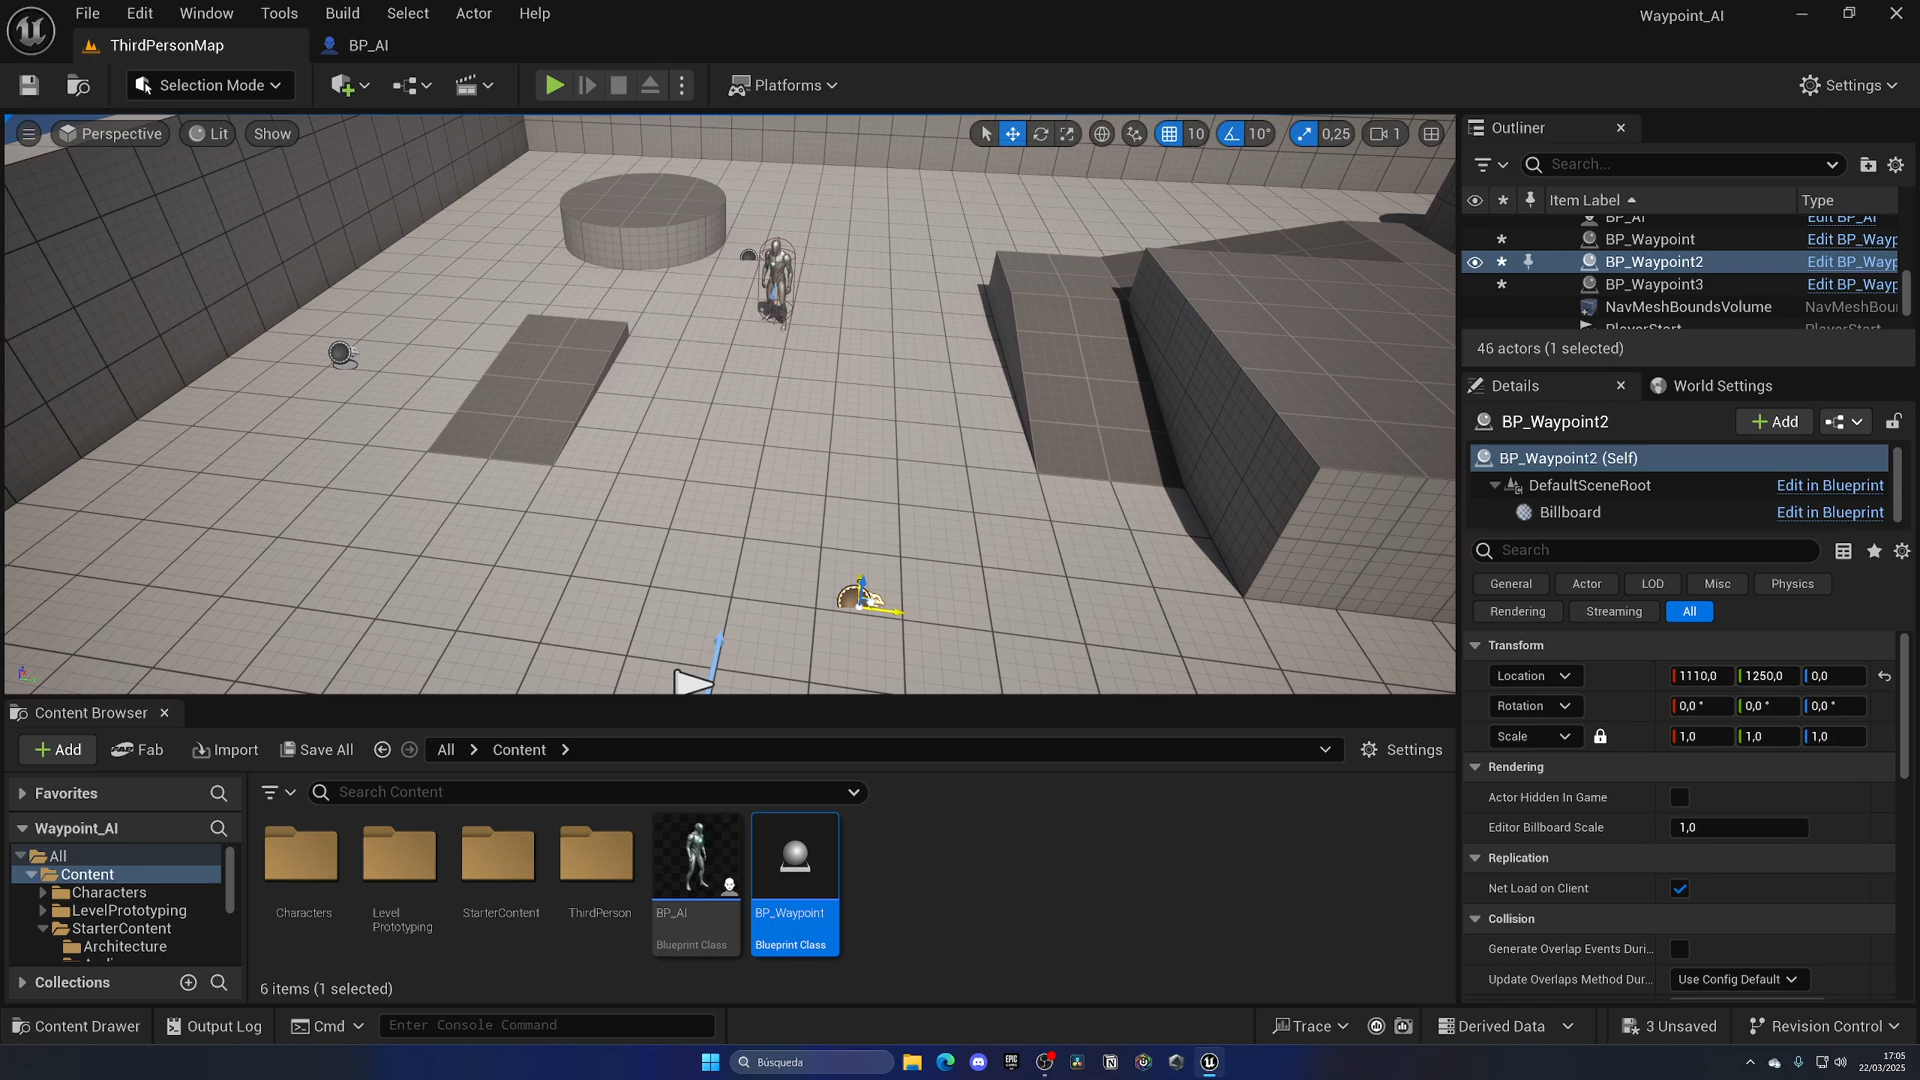 File Edit Window Tools Build Select Actor Help
Waypoint_AI
ThirdPersonMap
BP_AI
Selection Mode
Platforms
Settings
Perspective
Lit
Show
10
10°
0,25
1
Outliner
Search...
Item Label
Type
BP_AI
Edit BP_AI
BP_Waypoint
Edit BP_Wayp
BP_Waypoint2
Edit BP_Wayp
BP_Waypoint3
Edit BP_Wayp
NavMeshBoundsVolume
NavMeshBoun
PlayerStart
PlayerStart
46 actors (1 selected)
Details
World Settings
BP_Waypoint2
Add
BP_Waypoint2 (Self)
DefaultSceneRoot
Edit in Blueprint
Billboard
Edit in Blueprint
Search
General
Actor
LOD
Misc
Physics
Rendering
Streaming
All
Transform
Location
1110,0
1250,0
0,0
Rotation
0,0 °
0,0 °
0,0 °
Scale
1,0
1,0
1,0
Rendering
Actor Hidden In Game
Editor Billboard Scale
1,0
Replication
Net Load on Client
Collision
Generate Overlap Events Duri...
Update Overlaps Method Dur...
Use Config Default
Content Browser
Add
Fab
Import
Save All
All
Content
Settings
Favorites
Search Content
Waypoint_AI
All
Content
Characters
LevelPrototyping
StarterContent
Architecture
Collections
Characters
Level
Prototyping
StarterContent
ThirdPerson
BP_AI
Blueprint Class
BP_Waypoint
Blueprint Class
6 items (1 selected)
Content Drawer
Output Log
Cmd
Enter Console Command
Trace
Derived Data
3 Unsaved
Revision Control
Búsqueda
17:05
22/03/2025